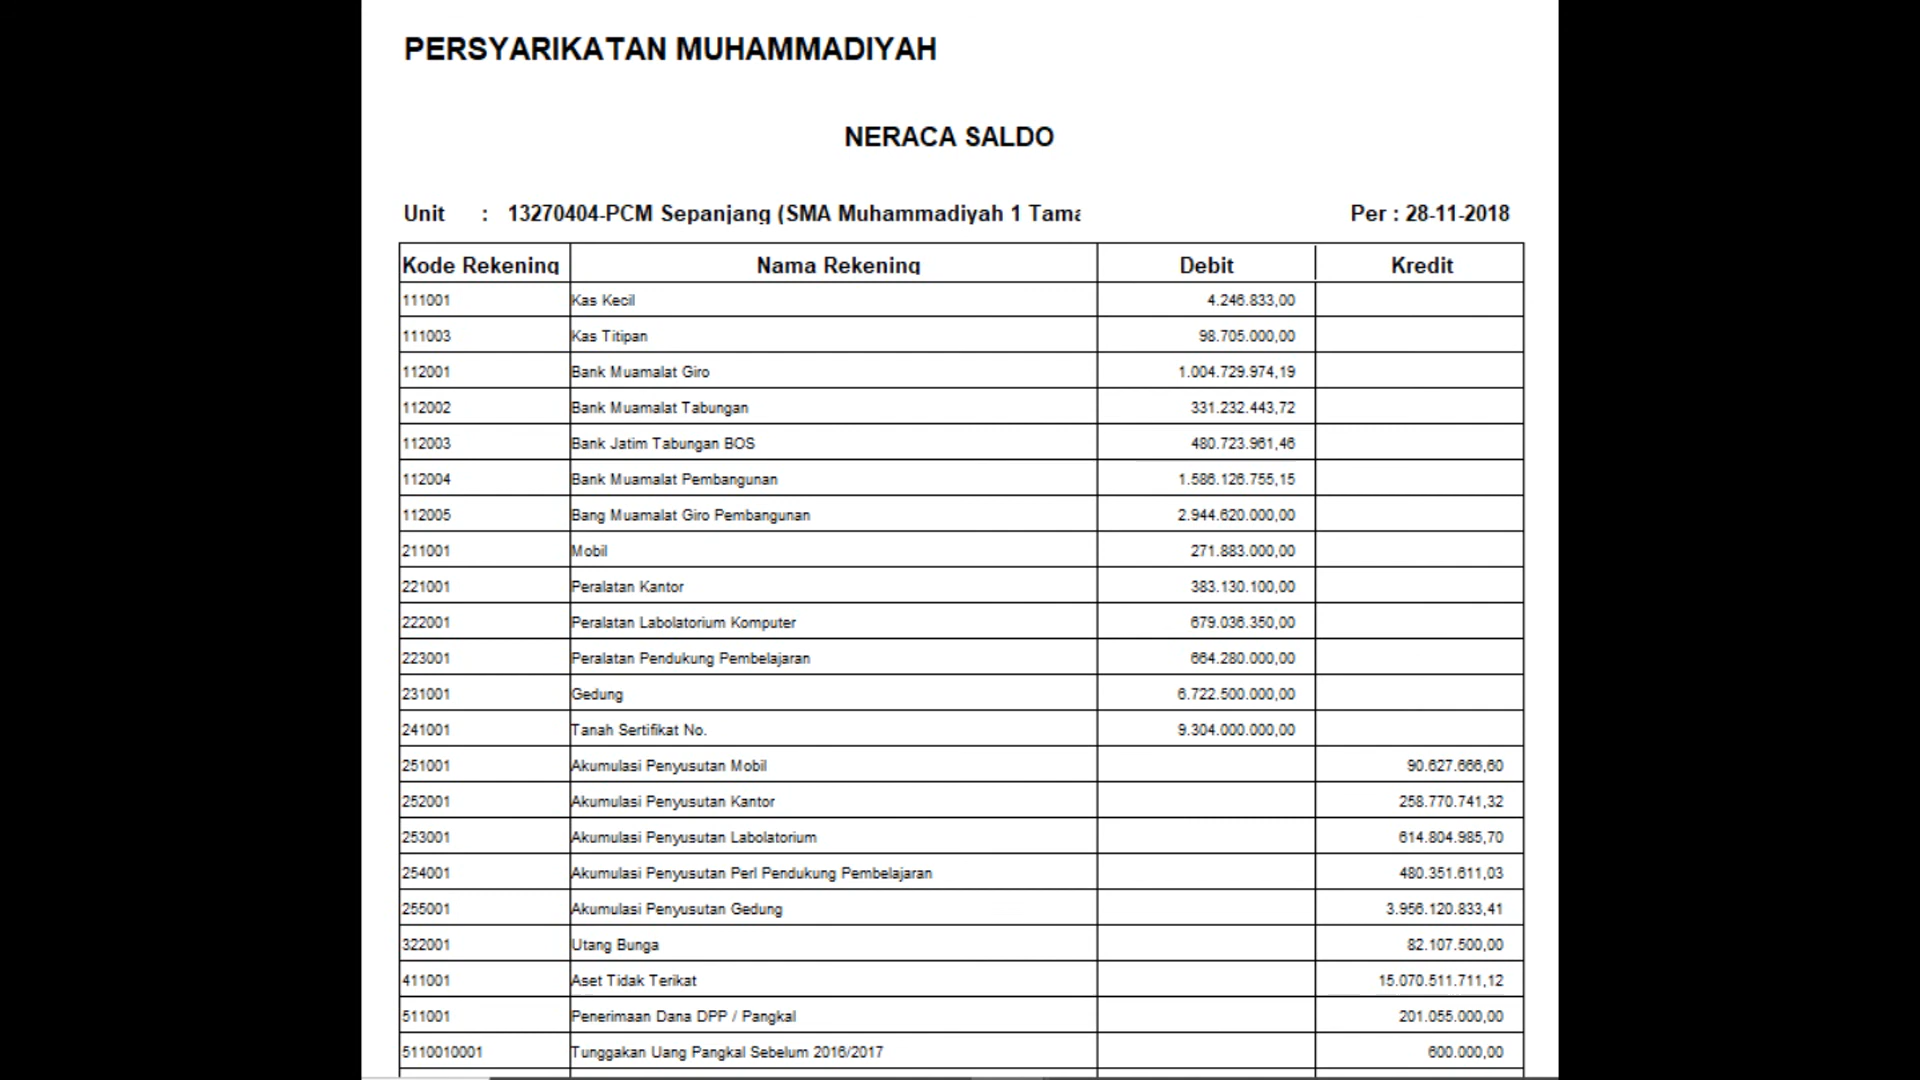 PERSYARIKATAN MUHAMMADIYAH
NERACA SALDO
Unit : 13270404-PCM Sepanjang (SMA Muhammadiyah 1 Tama Per : 28-11-2018
Kode Rekening Nama Rekening Debit Kredit
111001 Kas Kecil 4.246.833,00
111003 Kas Titipan 98.705.000,00
112001 Bank Muamalat Giro 1.004.729.974,19
112002 Bank Muamalat Tabungan 331.232.443,72
112003 Bank Jatim Tabungan BOS 480.723.961,46
112004 Bank Muamalat Pembangunan 1.586.126.755,15
112005 Bang Muamalat Giro Pembangunan 2.944.620.000,00
211001 Mobil 271.883.000,00
221001 Peralatan Kantor 383.130.100,00
222001 Peralatan Labolatorium Komputer 679.036.350,00
223001 Peralatan Pendukung Pembelajaran 664.280.000,00
231001 Gedung 6.722.500.000,00
241001 Tanah Sertifikat No. 9.304.000.000,00
251001 Akumulasi Penyusutan Mobil 90.627.666,60
252001 Akumulasi Penyusutan Kantor 258.770.741,32
253001 Akumulasi Penyusutan Labolatorium 614.804.985,70
254001 Akumulasi Penyusutan Perl Pendukung Pembelajaran 480.351.611,03
255001 Akumulasi Penyusutan Gedung 3.956.120.833,41
322001 Utang Bunga 82.107.500,00
411001 Aset Tidak Terikat 15.070.511.711,12
511001 Penerimaan Dana DPP / Pangkal 201.055.000,00
5110010001 Tunggakan Uang Pangkal Sebelum 2016/2017 600.000,00